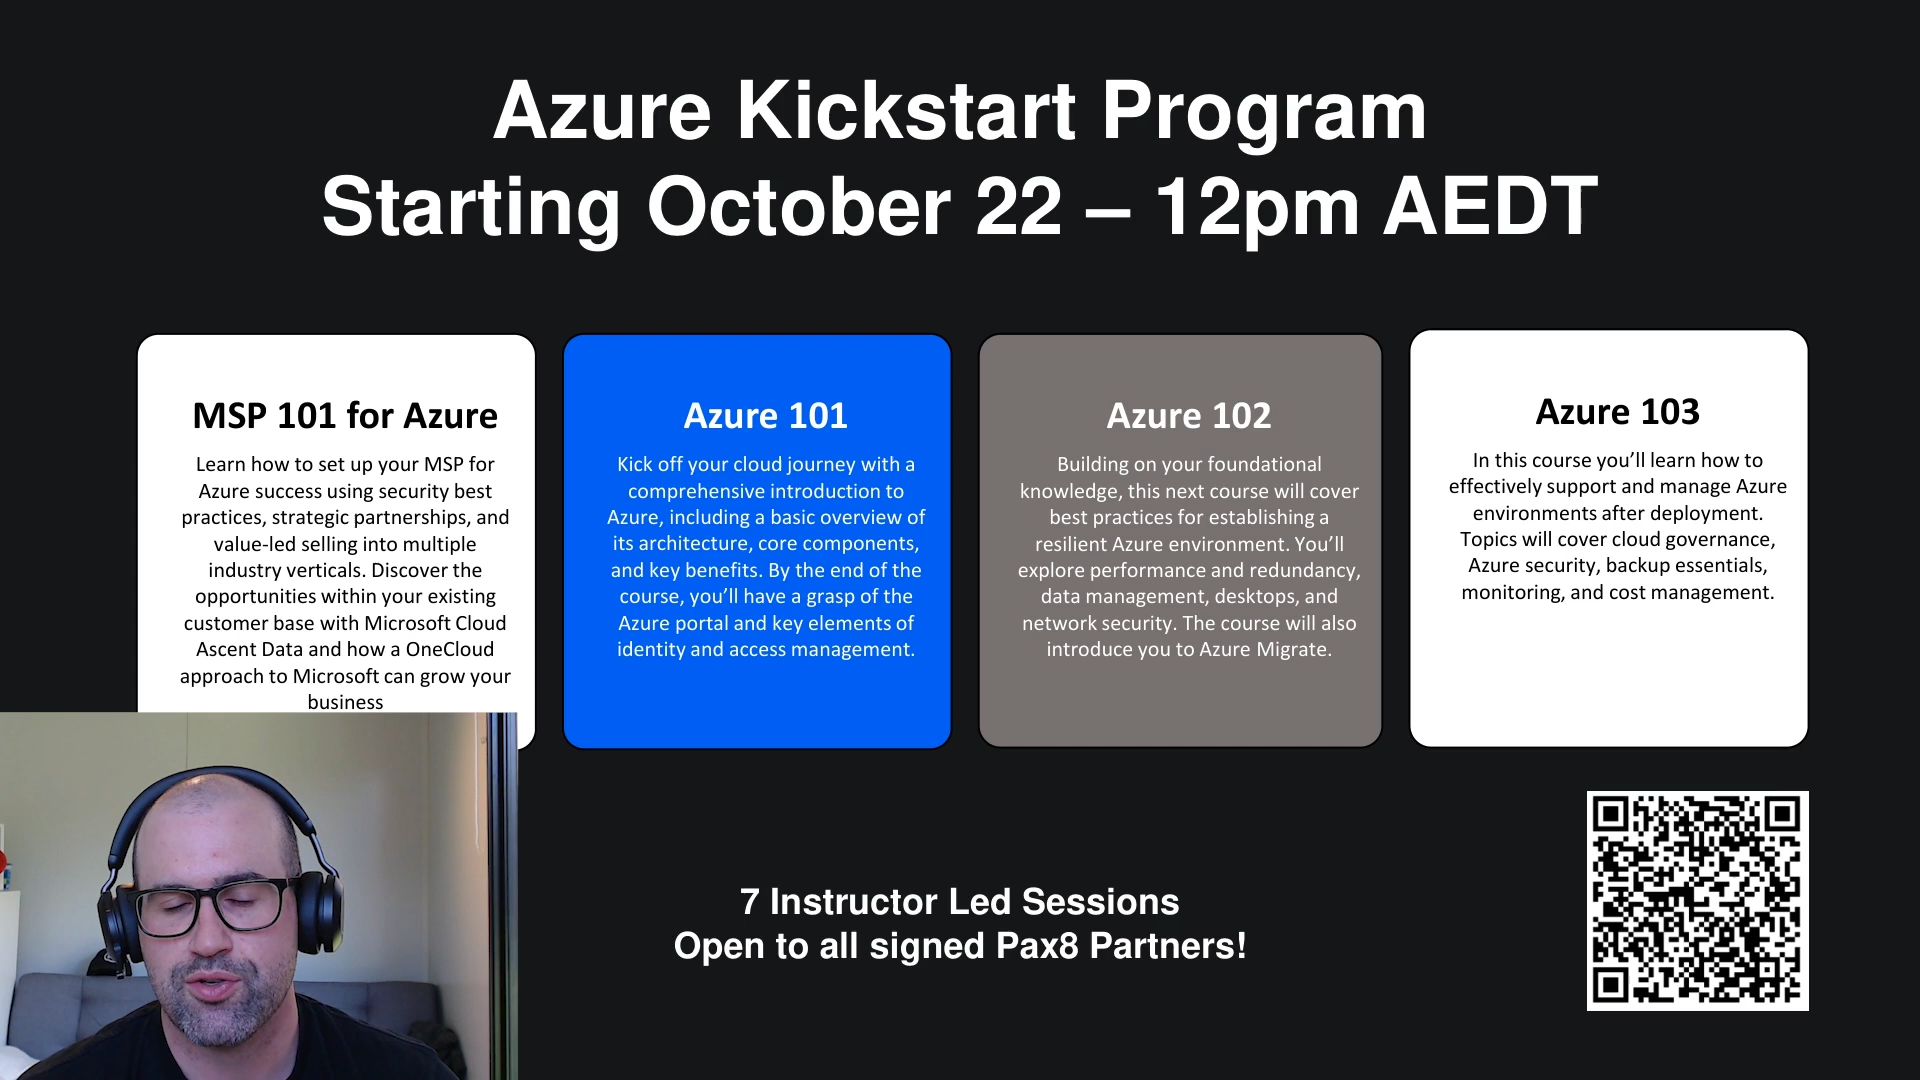 Azure Kickstart Program
Starting October 22 – 12pm AEDT
MSP 101 for Azure
Learn how to set up your MSP for
Azure success using security best
practices, strategic partnerships, and
value-led selling into multiple
industry verticals. Discover the
opportunities within your existing
customer base with Microsoft Cloud
Ascent Data and how a OneCloud
approach to Microsoft can grow your
business
Azure 101
Kick off your cloud journey with a
comprehensive introduction to
Azure, including a basic overview of
its architecture, core components,
and key benefits. By the end of the
course, you’ll have a grasp of the
Azure portal and key elements of
identity and access management.
Azure 102
Building on your foundational
knowledge, this next course will cover
best practices for establishing a
resilient Azure environment. You’ll
explore performance and redundancy,
data management, desktops, and
network security. The course will also
introduce you to Azure Migrate.
Azure 103
In this course you’ll learn how to
effectively support and manage Azure
environments after deployment.
Topics will cover cloud governance,
Azure security, backup essentials,
monitoring, and cost management.
7 Instructor Led Sessions
Open to all signed Pax8 Partners!